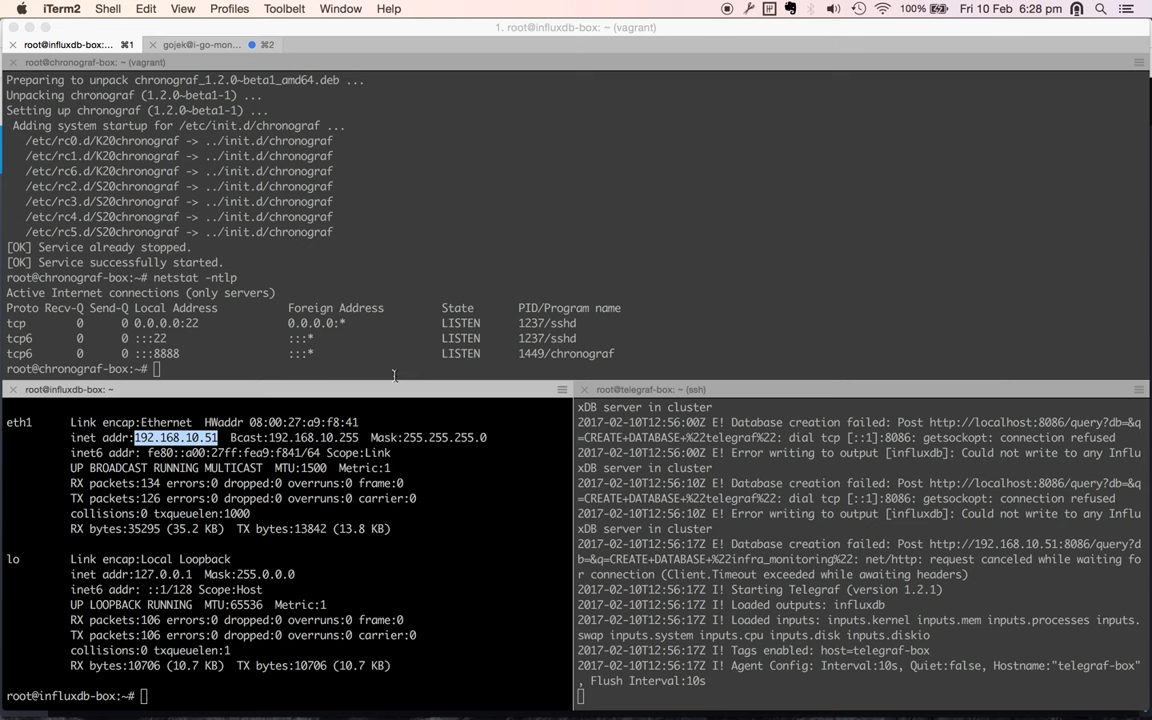 iTerm2 Shell Edit View Profiles Toolbelt Window Help 100% Fri 10 Feb 6:28 pm
1. root@influxdb-box: ~ (vagrant)
root@influxdb-box:... ⌘1 gojek@i-go-mon... ⌘2
root@chronograf-box: ~ (vagrant)
Preparing to unpack chronograf_1.2.0~beta1_amd64.deb ...
Unpacking chronograf (1.2.0~beta1-1) ...
Setting up chronograf (1.2.0~beta1-1) ...
Adding system startup for /etc/init.d/chronograf ...
/etc/rc0.d/K20chronograf -> ../init.d/chronograf
/etc/rc1.d/K20chronograf -> ../init.d/chronograf
/etc/rc6.d/K20chronograf -> ../init.d/chronograf
/etc/rc2.d/S20chronograf -> ../init.d/chronograf
/etc/rc3.d/S20chronograf -> ../init.d/chronograf
/etc/rc4.d/S20chronograf -> ../init.d/chronograf
/etc/rc5.d/S20chronograf -> ../init.d/chronograf
[OK] Service already stopped.
[OK] Service successfully started.
root@chronograf-box:~# netstat -ntlp
Active Internet connections (only servers)
Proto Recv-Q Send-Q Local Address Foreign Address State PID/Program name
tcp 0 0 0.0.0.0:22 0.0.0.0:* LISTEN 1237/sshd
tcp6 0 0 :::22 :::* LISTEN 1237/sshd
tcp6 0 0 :::8888 :::* LISTEN 1449/chronograf
root@chronograf-box:~#
root@influxdb-box: ~
eth1 Link encap:Ethernet HWaddr 08:00:27:a9:f8:41
inet addr:192.168.10.51 Bcast:192.168.10.255 Mask:255.255.255.0
inet6 addr: fe80::a00:27ff:fea9:f841/64 Scope:Link
UP BROADCAST RUNNING MULTICAST MTU:1500 Metric:1
RX packets:134 errors:0 dropped:0 overruns:0 frame:0
TX packets:126 errors:0 dropped:0 overruns:0 carrier:0
collisions:0 txqueuelen:1000
RX bytes:35295 (35.2 KB) TX bytes:13842 (13.8 KB)
lo Link encap:Local Loopback
inet addr:127.0.0.1 Mask:255.0.0.0
inet6 addr: ::1/128 Scope:Host
UP LOOPBACK RUNNING MTU:65536 Metric:1
RX packets:106 errors:0 dropped:0 overruns:0 frame:0
TX packets:106 errors:0 dropped:0 overruns:0 carrier:0
collisions:0 txqueuelen:1
RX bytes:10706 (10.7 KB) TX bytes:10706 (10.7 KB)
root@influxdb-box:~#
root@telegraf-box: ~ (ssh)
xDB server in cluster
2017-02-10T12:56:00Z E! Database creation failed: Post http://localhost:8086/query?db=&q
=CREATE+DATABASE+%22telegraf%22: dial tcp [::1]:8086: getsockopt: connection refused
2017-02-10T12:56:00Z E! Error writing to output [influxdb]: Could not write to any Influ
xDB server in cluster
2017-02-10T12:56:10Z E! Database creation failed: Post http://localhost:8086/query?db=&q
=CREATE+DATABASE+%22telegraf%22: dial tcp [::1]:8086: getsockopt: connection refused
2017-02-10T12:56:10Z E! Error writing to output [influxdb]: Could not write to any Influ
xDB server in cluster
2017-02-10T12:56:17Z E! Database creation failed: Post http://192.168.10.51:8086/query?d
b=&q=CREATE+DATABASE+%22infra_monitoring%22: net/http: request canceled while waiting fo
r connection (Client.Timeout exceeded while awaiting headers)
2017-02-10T12:56:17Z I! Starting Telegraf (version 1.2.1)
2017-02-10T12:56:17Z I! Loaded outputs: influxdb
2017-02-10T12:56:17Z I! Loaded inputs: inputs.kernel inputs.mem inputs.processes inputs.
swap inputs.system inputs.cpu inputs.disk inputs.diskio
2017-02-10T12:56:17Z I! Tags enabled: host=telegraf-box
2017-02-10T12:56:17Z I! Agent Config: Interval:10s, Quiet:false, Hostname:"telegraf-box"
, Flush Interval:10s